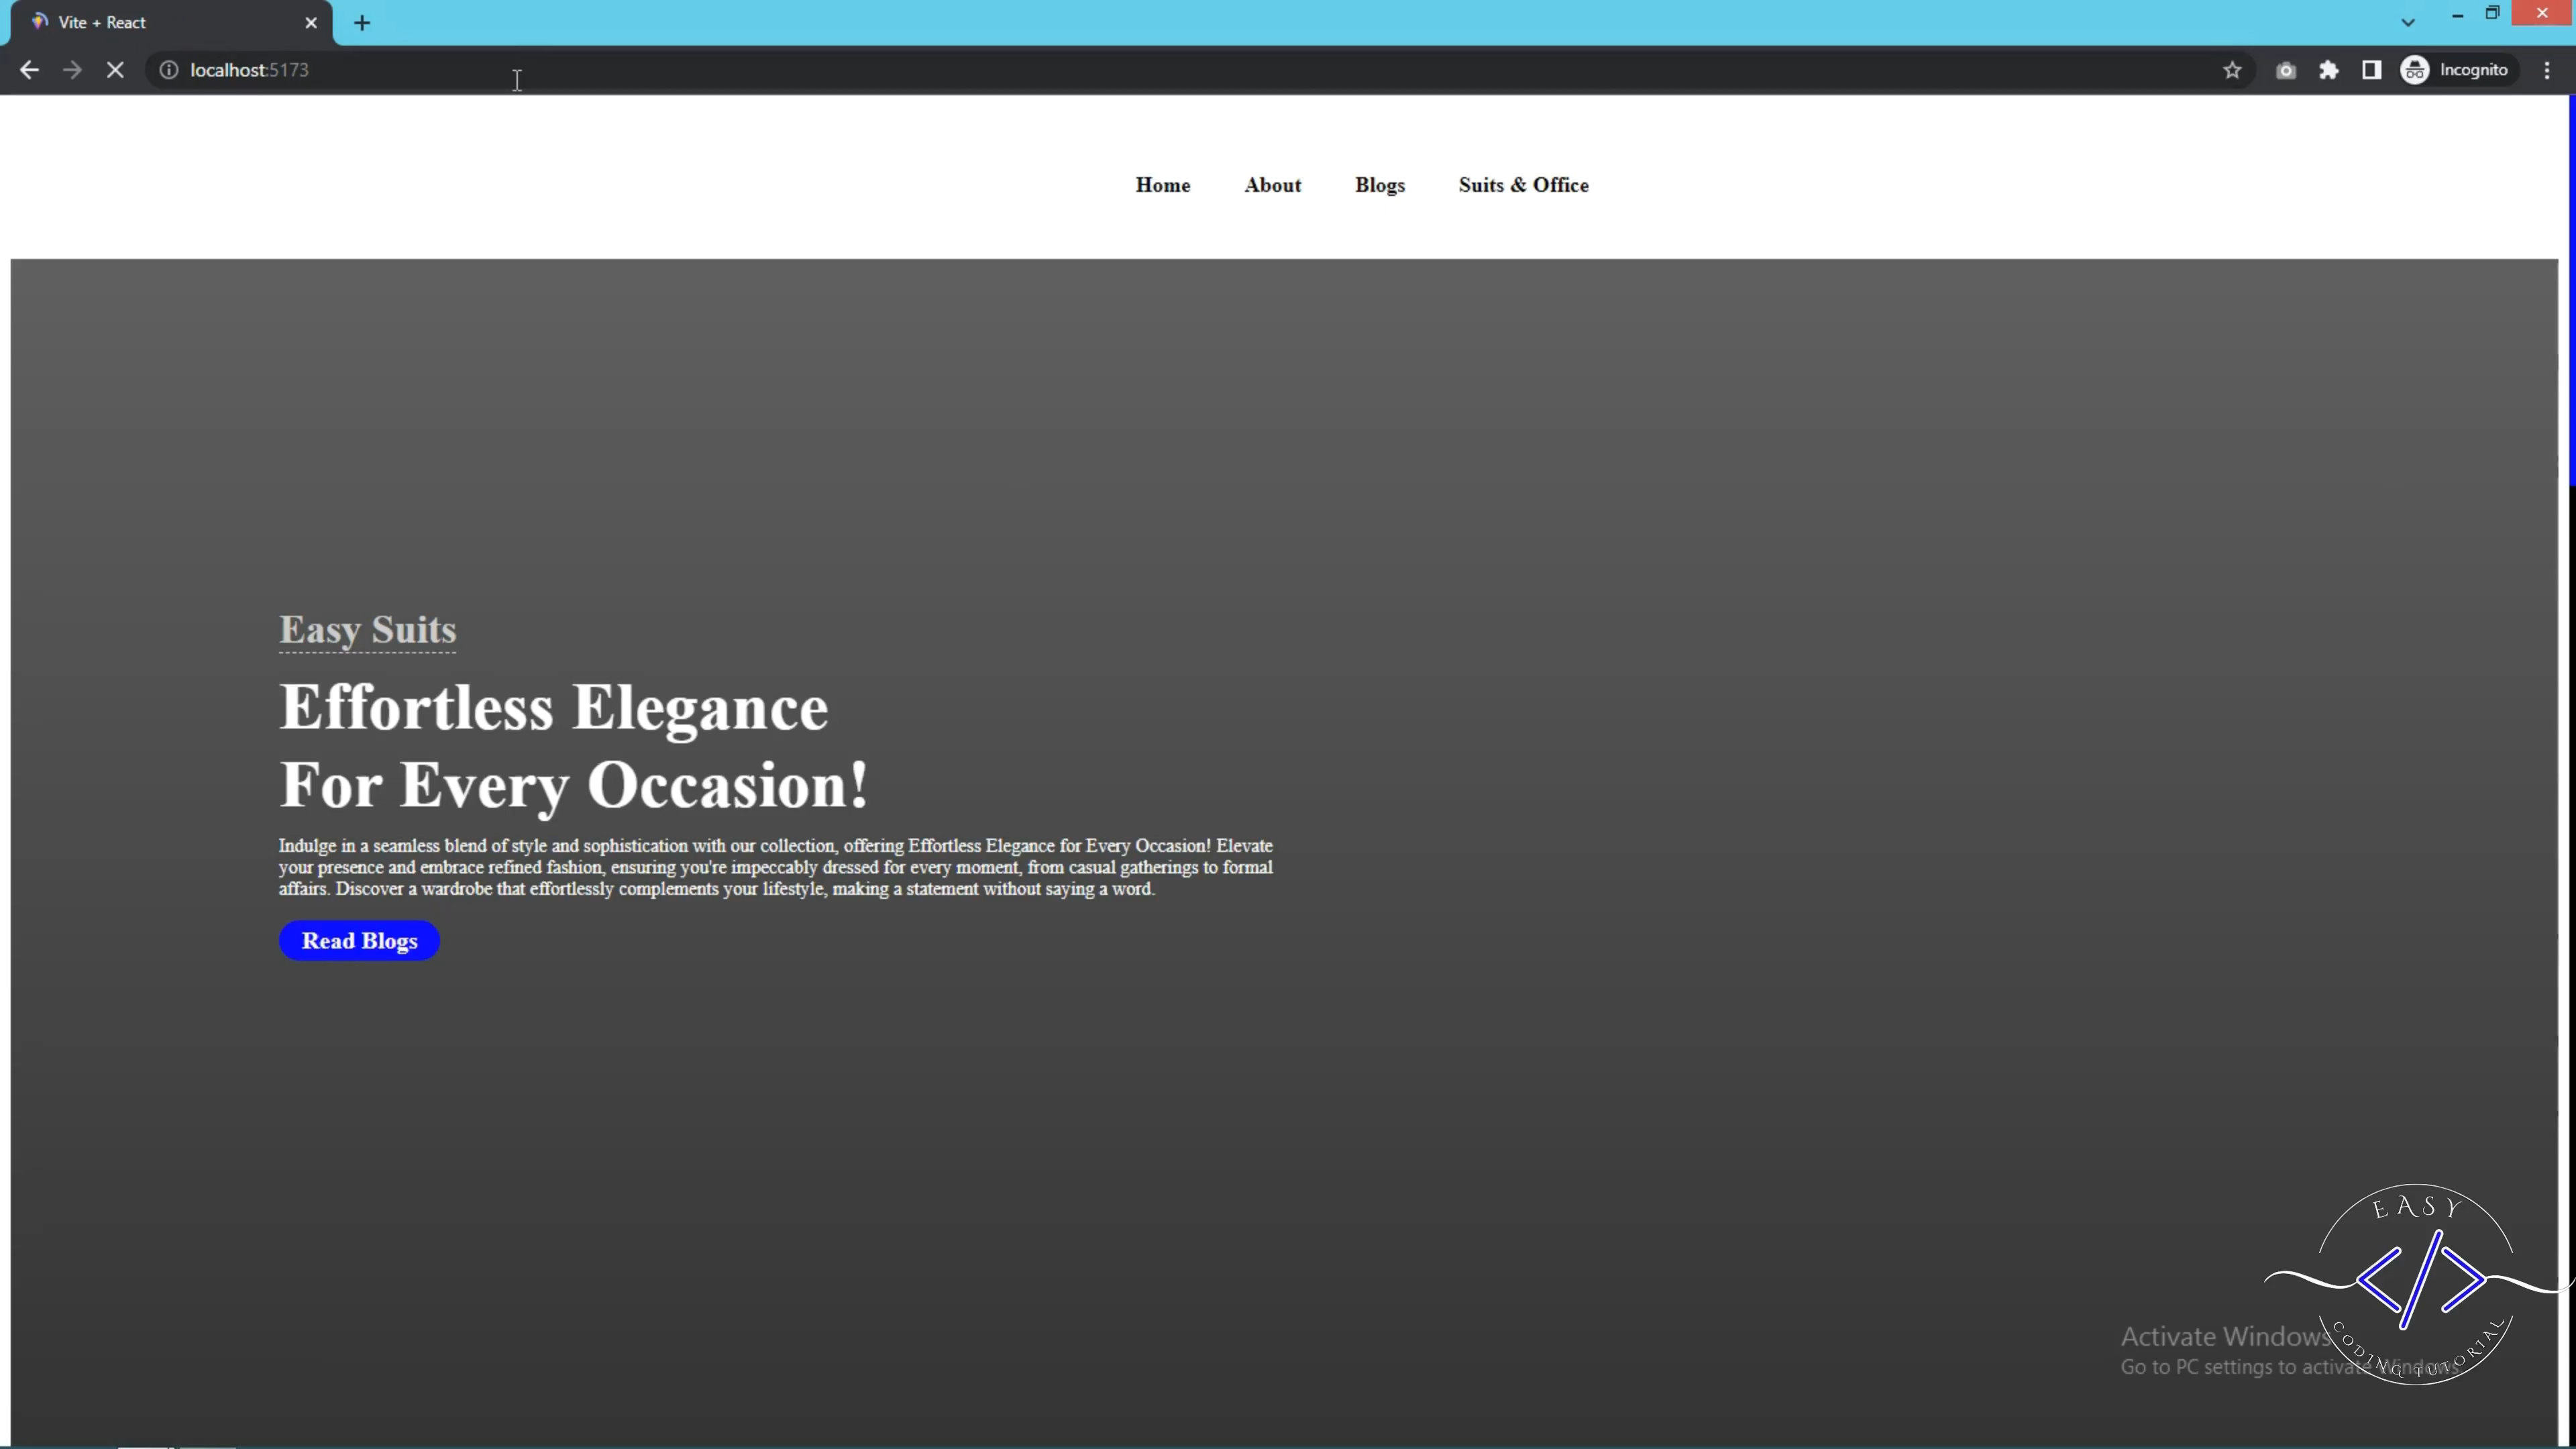 Vite + React
localhost:5173
Incognito
Home About Blogs Suits & Office
Easy Suits
Effortless Elegance
For Every Occasion!
Indulge in a seamless blend of style and sophistication with our collection, offering Effortless Elegance for Every Occasion! Elevate
your presence and embrace refined fashion, ensuring you're impeccably dressed for every moment, from casual gatherings to formal
affairs. Discover a wardrobe that effortlessly complements your lifestyle, making a statement without saying a word.
Read Blogs
EASY
</>
CODING TUTORIAL
Activate Windows
Go to PC settings to activate Windows.